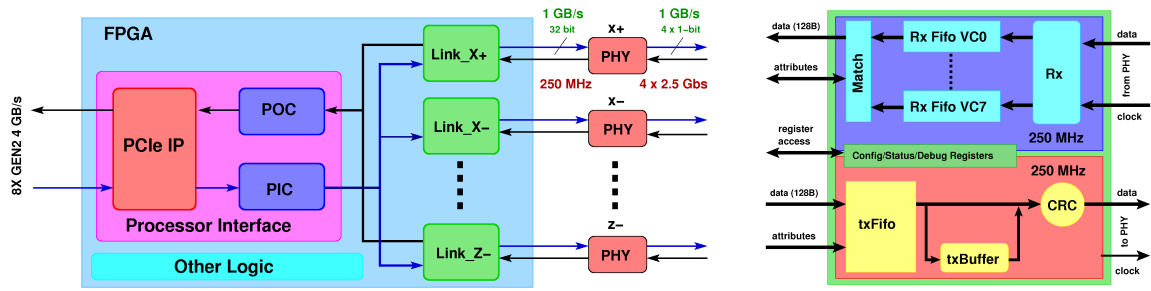 FPGA
8X GEN2 4 GB/s
PCIe IP
POC
PIC
Processor Interface
Other Logic
Link_X+
Link_X−
Link_Z−
1 GB/s
32 bit
250 MHz
x+
PHY
1 GB/s
4 x 1−bit
4 x 2.5 Gbs
x−
PHY
z−
PHY
data (128B)
attributes
register
access
data (128B)
attributes
Match
Rx Fifo VC0
Rx Fifo VC7
Rx
250 MHz
data
from PHY
clock
Config/Status/Debug Registers
250 MHz
txFifo
txBuffer
CRC
data
to PHY
clock